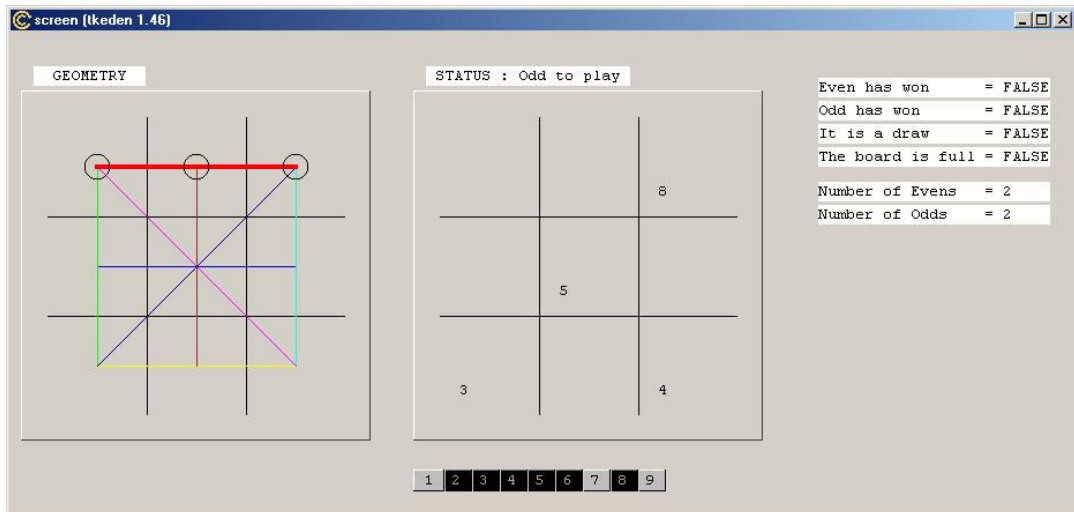 screen (tkeden 1.46)
GEOMETRY
STATUS : Odd to play
8
5
3 4
Even has won = FALSE
Odd has won = FALSE
It is a draw = FALSE
The board is full = FALSE
Number of Evens = 2
Number of Odds = 2
1 2 3 4 5 6 7 8 9